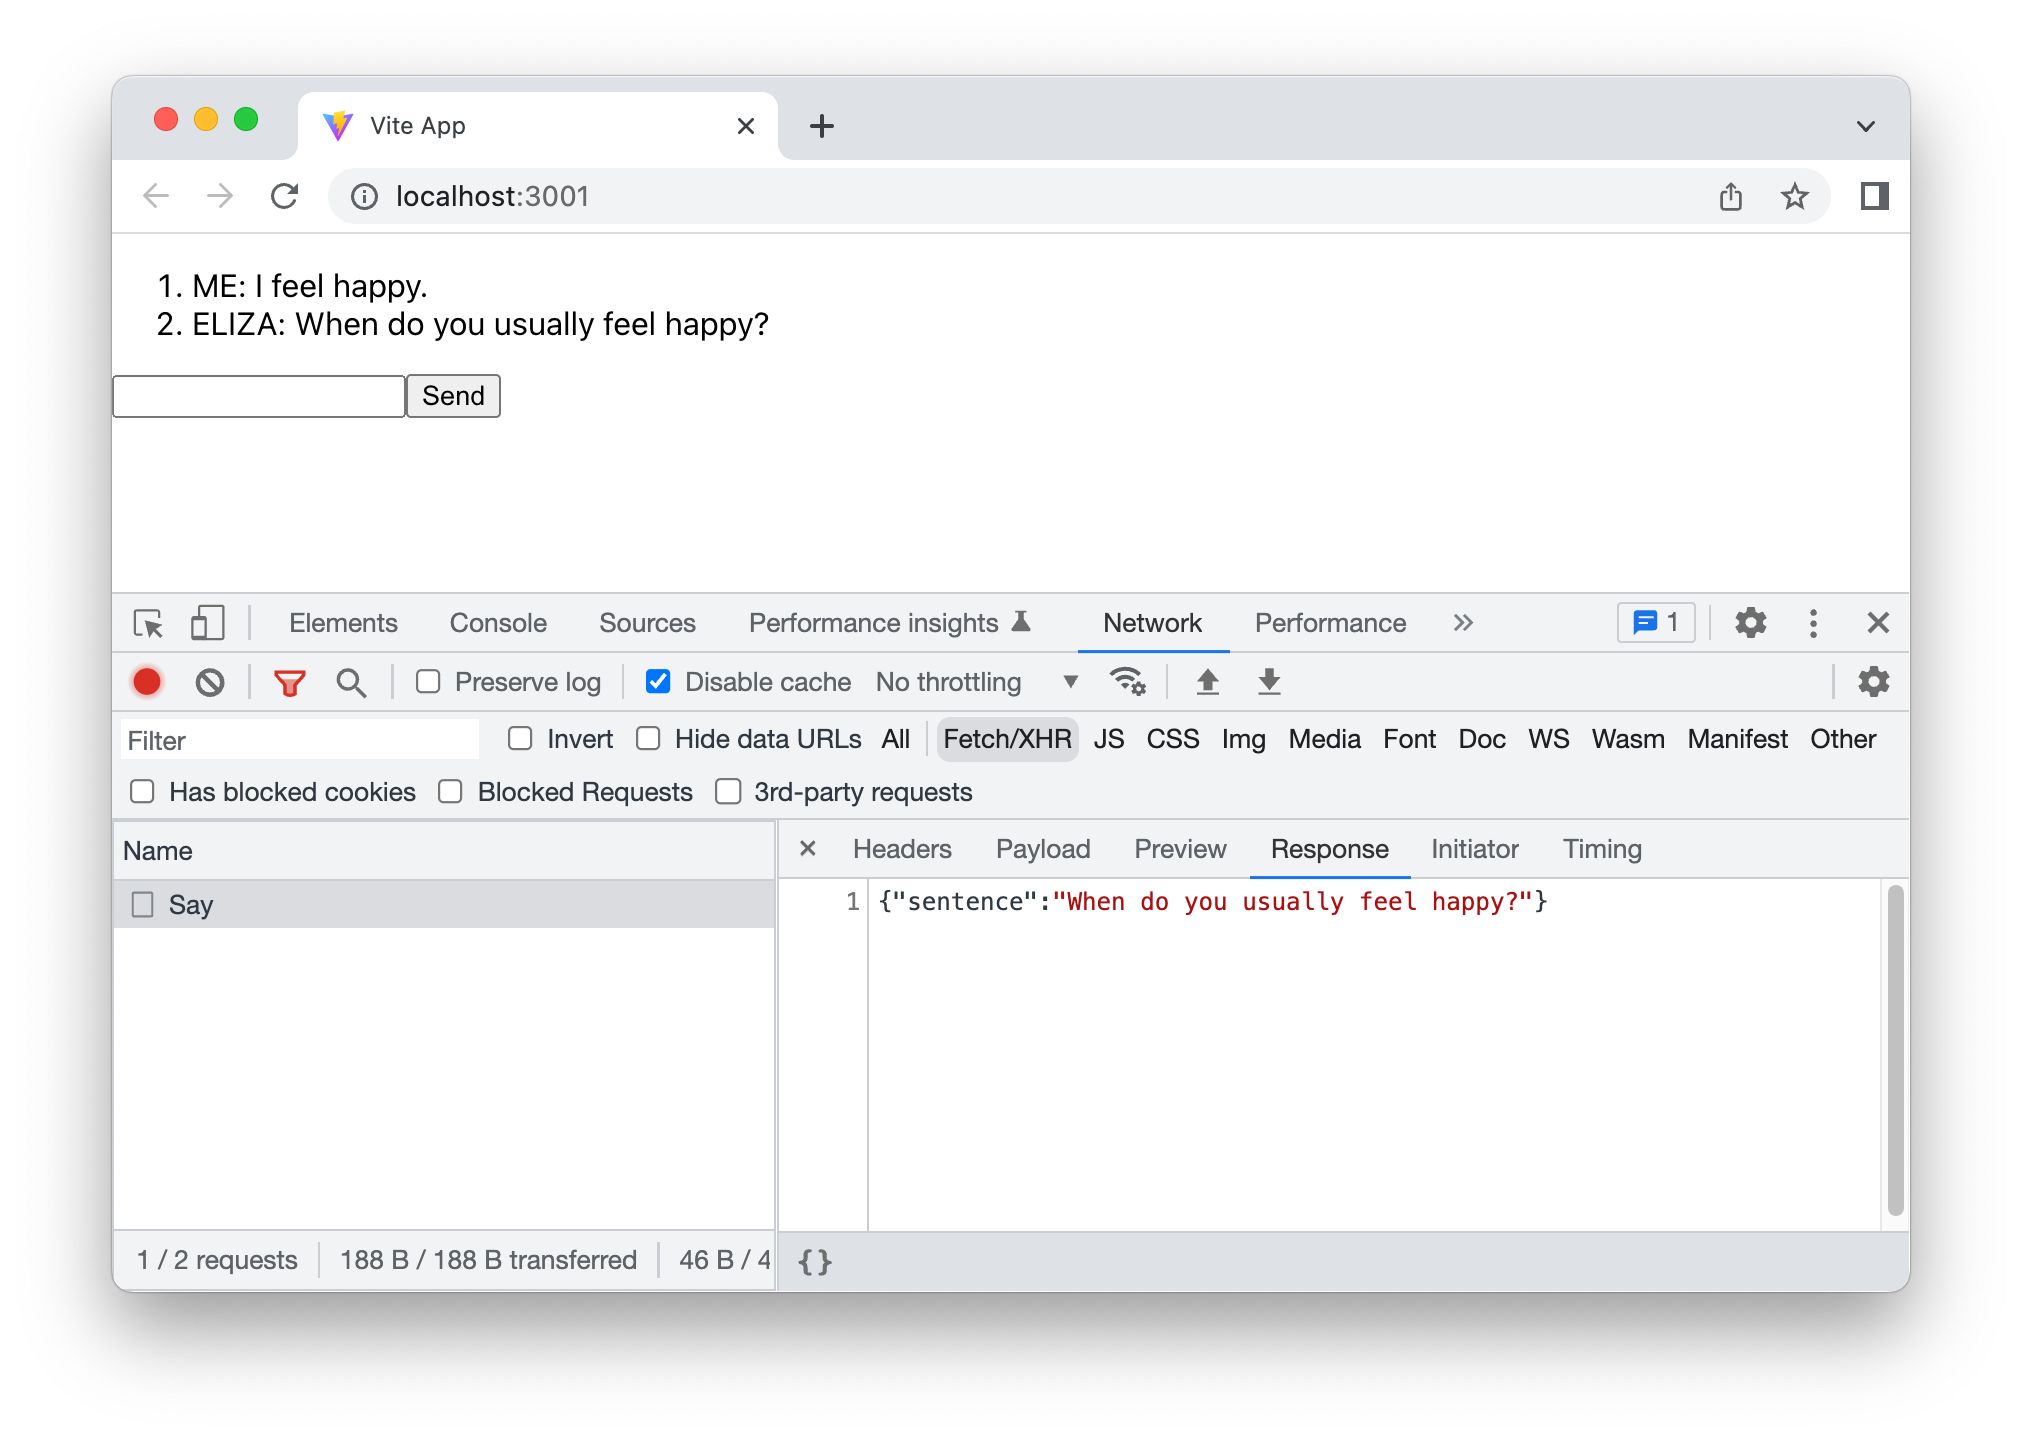 Vite App
localhost:3001
1. ME: I feel happy.
2. ELIZA: When do you usually feel happy?
Send
Elements Console Sources Performance insights Network Performance 1
Preserve log Disable cache No throttling
Filter Invert Hide data URLs All Fetch/XHR JS CSS Img Media Font Doc WS Wasm Manifest Other
Has blocked cookies Blocked Requests 3rd-party requests
Name
Say
1 / 2 requests 188 B / 188 B transferred 46 B / 4
Headers Payload Preview Response Initiator Timing
1 {"sentence":"When do you usually feel happy?"}
{}